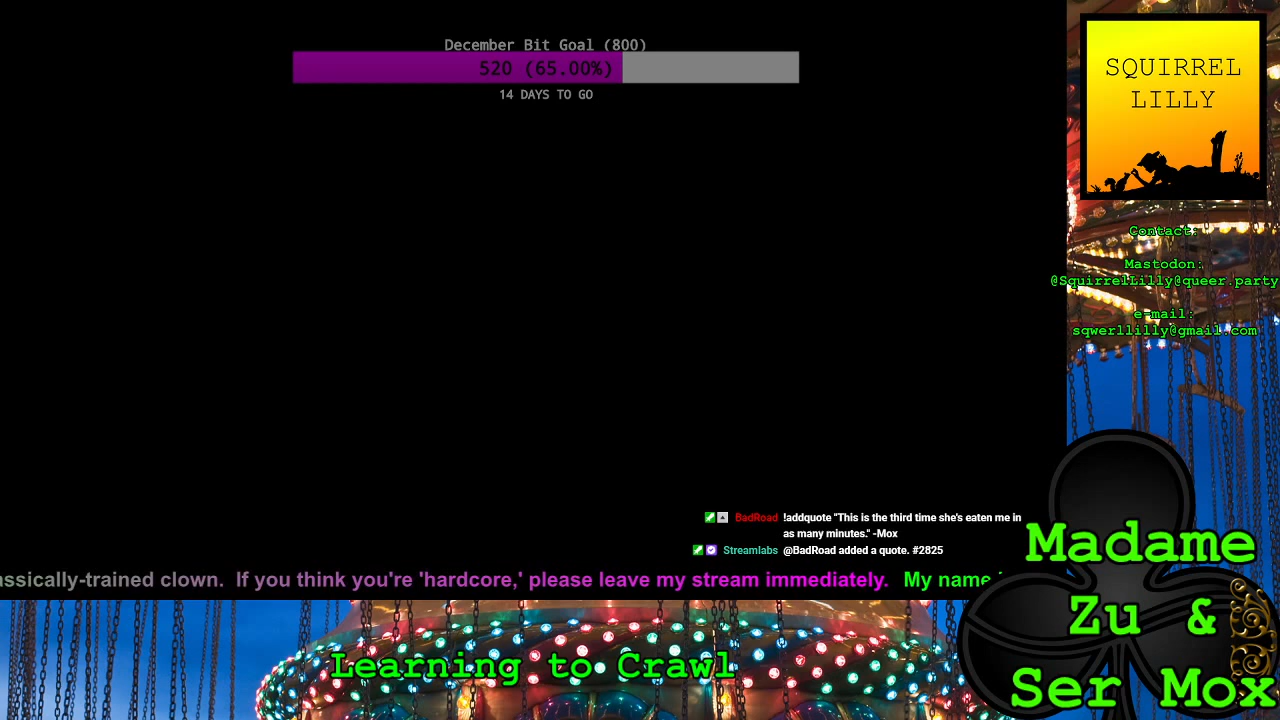 December Bit Goal (800)
520 (65.00%)
14 DAYS TO GO
SQUIRREL
LILLY
Contact:
Mastodon:
@SquirrelLilly@queer.party
e-mail:
sqwerllilly@gmail.com
BadRoad !addquote "This is the third time she's eaten me in
as many minutes." -Mox
Streamlabs @BadRoad added a quote. #2825
assically-trained clown. If you think you're 'hardcore,' please leave my stream immediately. My name
Madame
Zu &
Ser Mox
Learning to Crawl